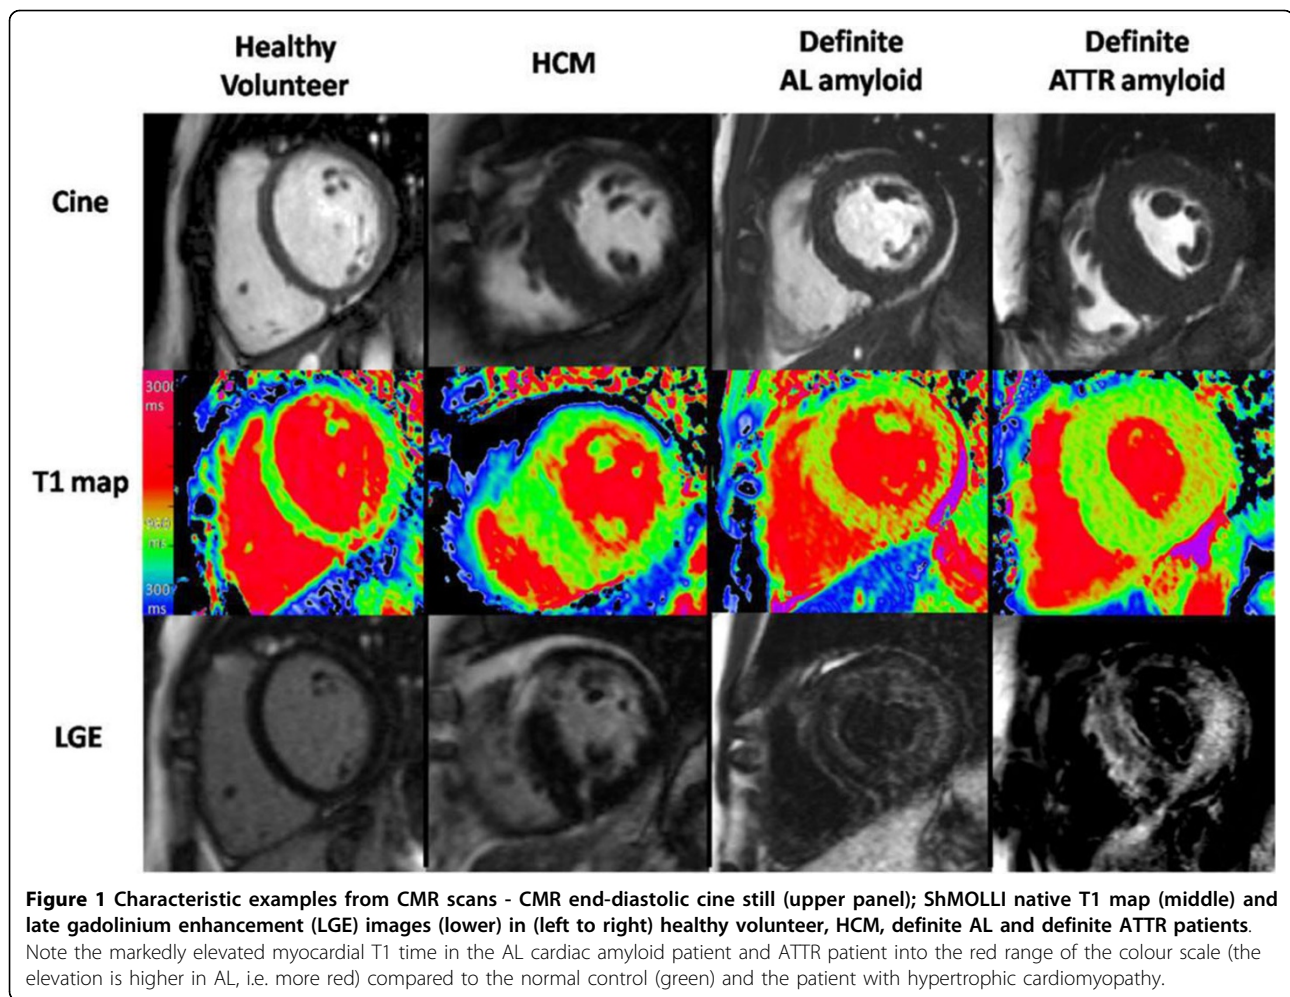 Healthy
Volunteer
HCM
Definite
AL amyloid
Definite
ATTR amyloid
Cine
T1 map
3000
ms
ms
300
ms
LGE
Figure 1 Characteristic examples from CMR scans - CMR end-diastolic cine still (upper panel); ShMOLLI native T1 map (middle) and
late gadolinium enhancement (LGE) images (lower) in (left to right) healthy volunteer, HCM, definite AL and definite ATTR patients.
Note the markedly elevated myocardial T1 time in the AL cardiac amyloid patient and ATTR patient into the red range of the colour scale (the
elevation is higher in AL, i.e. more red) compared to the normal control (green) and the patient with hypertrophic cardiomyopathy.